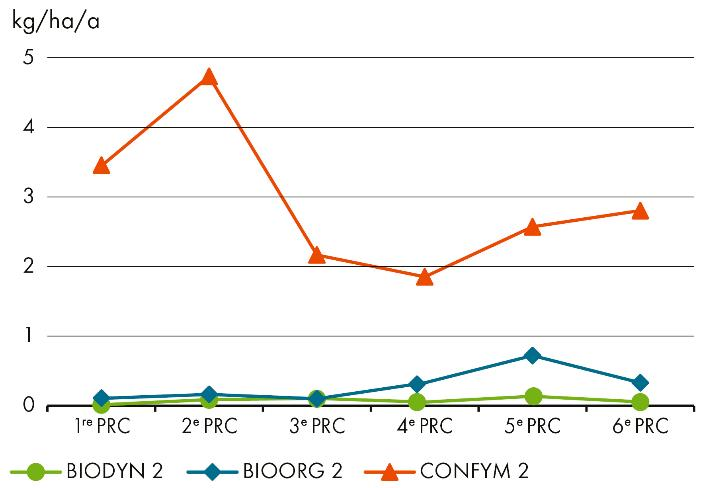 kg/ha/a
5
4
3
2
1
0
1re PRC 2e PRC 3e PRC 4e PRC 5e PRC 6e PRC
BIODYN 2 BIOORG 2 CONFYM 2